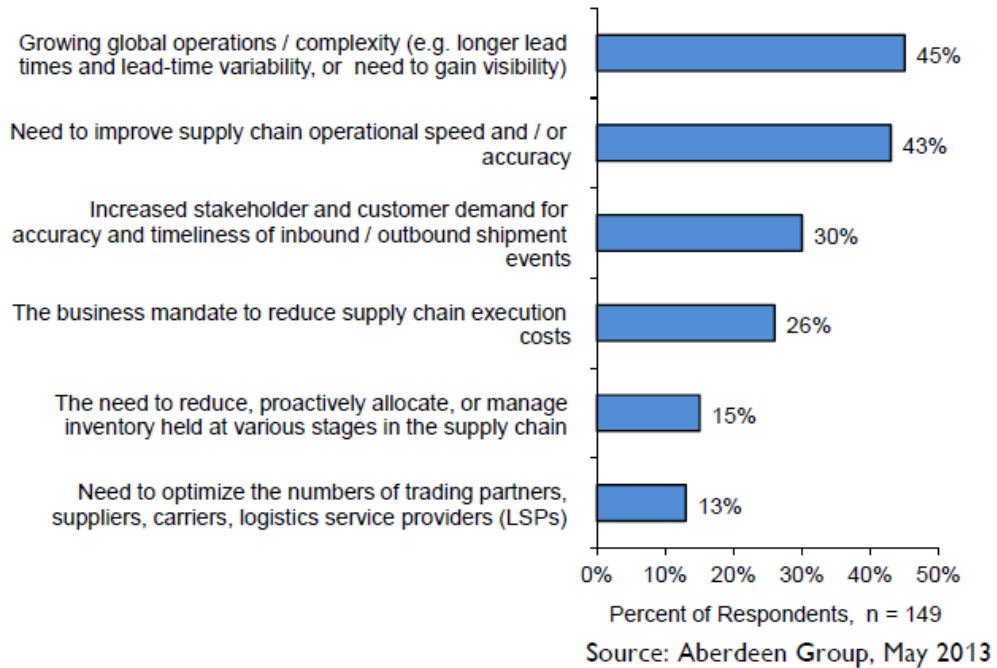 Growing global operations / complexity (e.g. longer lead
times and lead-time variability, or need to gain visibility)
45%
Need to improve supply chain operational speed and / or
accuracy
43%
Increased stakeholder and customer demand for
accuracy and timeliness of inbound / outbound shipment
events
30%
The business mandate to reduce supply chain execution
costs
26%
The need to reduce, proactively allocate, or manage
inventory held at various stages in the supply chain
15%
Need to optimize the numbers of trading partners,
suppliers, carriers, logistics service providers (LSPs)
13%
0% 10% 20% 30% 40% 50%
Percent of Respondents, n = 149
Source: Aberdeen Group, May 2013